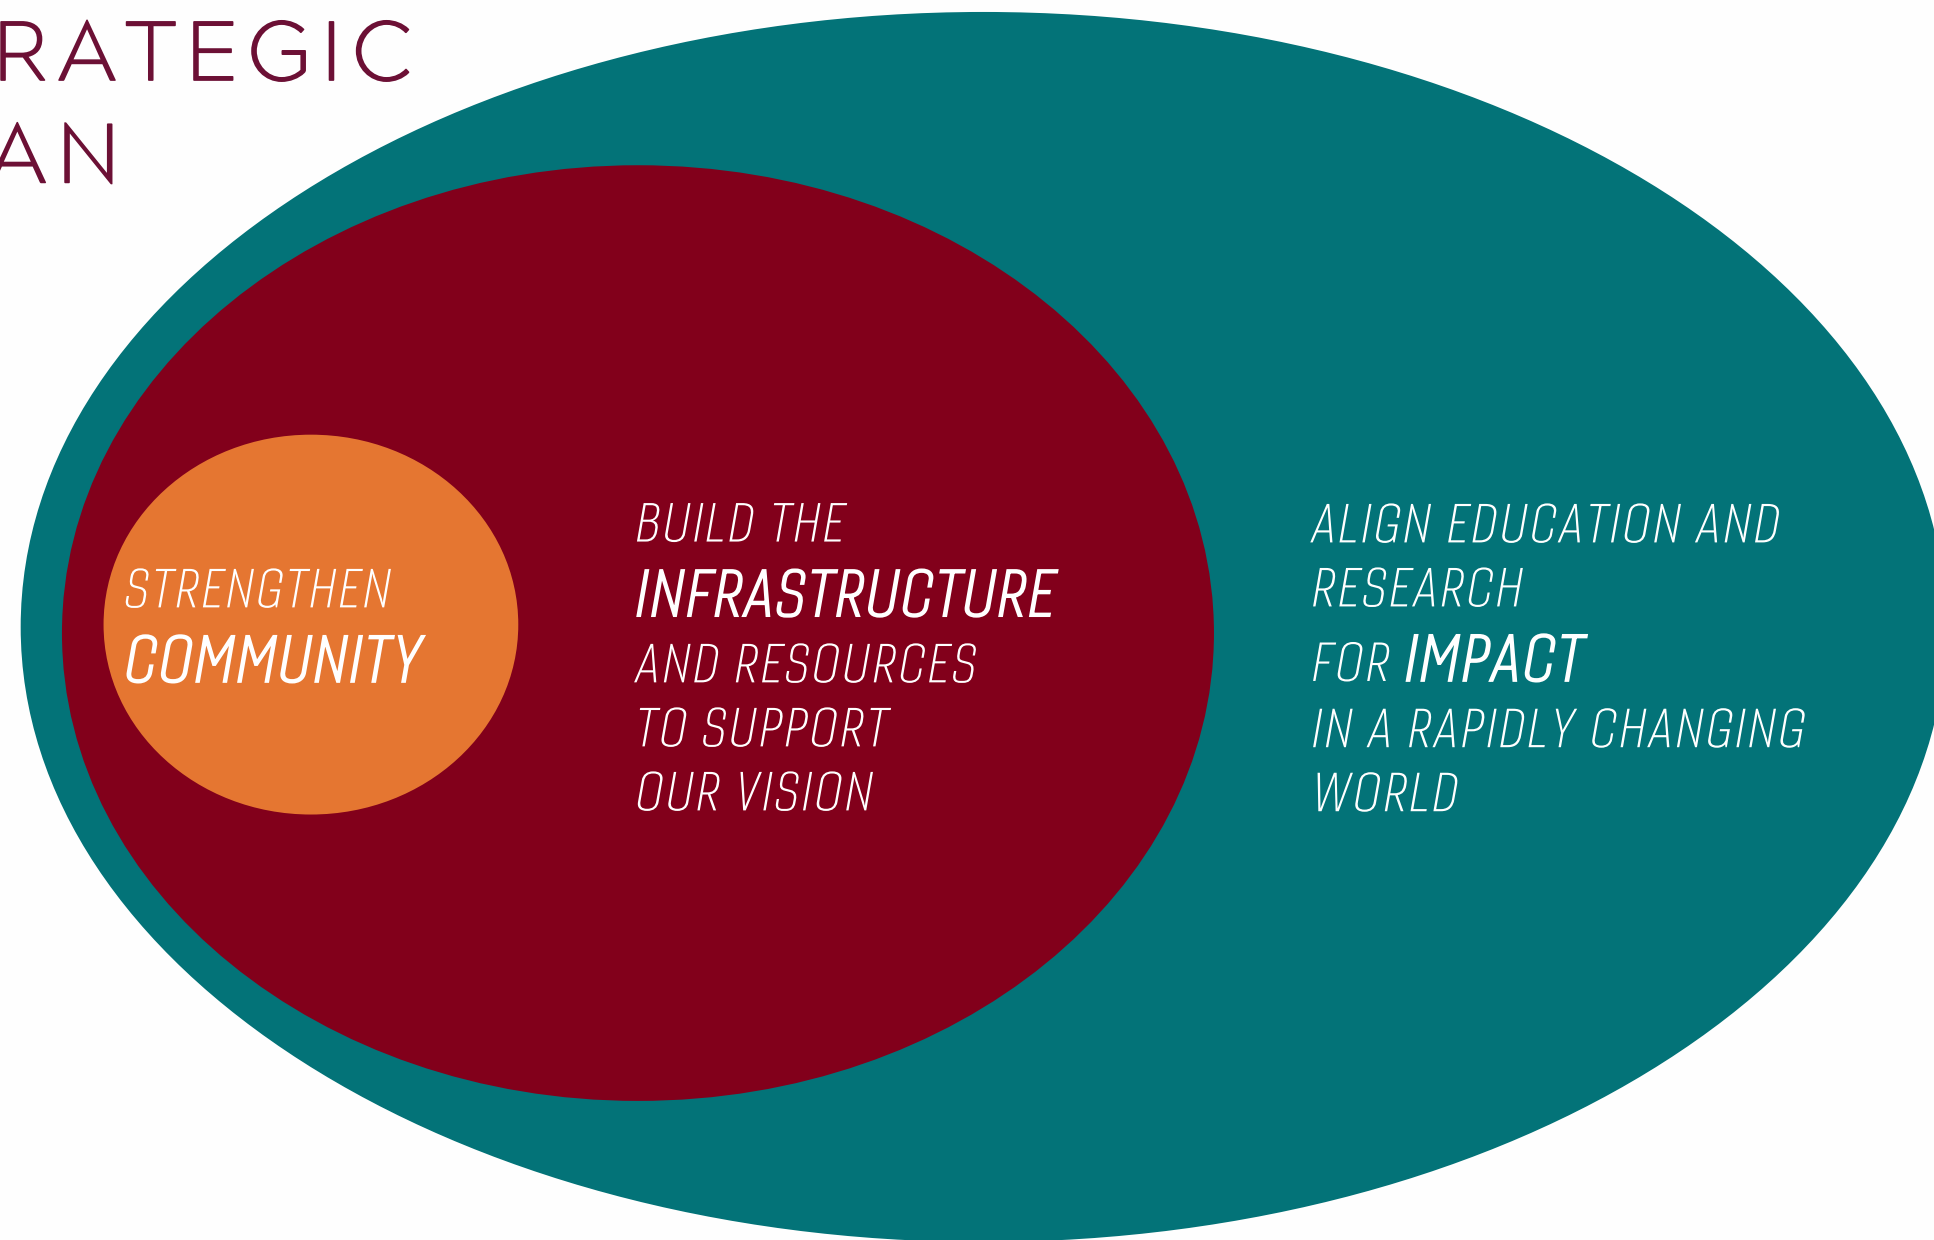 RATEGIC
AN
STRENGTHEN
COMMUNITY
BUILD THE
INFRASTRUCTURE
AND RESOURCES
TO SUPPORT
OUR VISION
ALIGN EDUCATION AND
RESEARCH
FOR IMPACT
IN A RAPIDLY CHANGING
WORLD